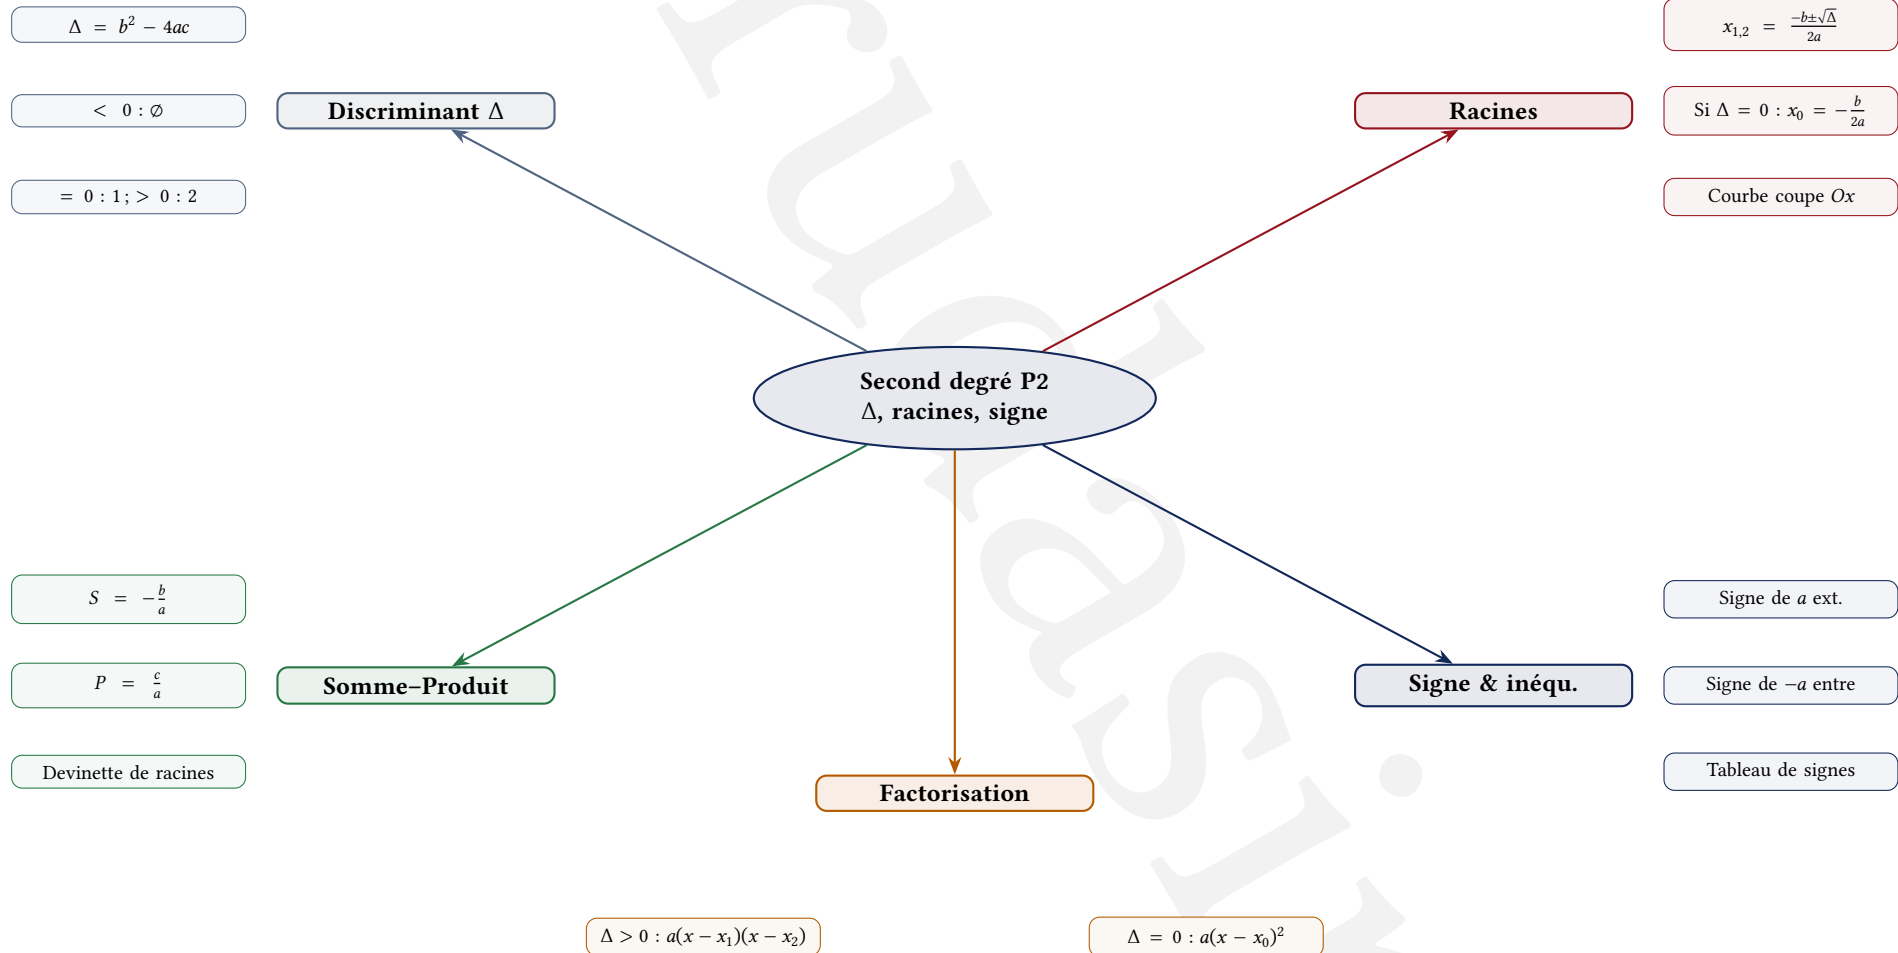 Δ = b² − 4ac
< 0 : ∅
= 0 : 1 ; > 0 : 2
Discriminant Δ
x₁,₂ = (−b±√Δ)/(2a)
Si Δ = 0 : x₀ = −b/(2a)
Courbe coupe Ox
Racines
Second degré P2
Δ, racines, signe
S = −b/a
P = c/a
Devinette de racines
Somme–Produit
Signe & inéqu.
Signe de a ext.
Signe de −a entre
Tableau de signes
Factorisation
Δ > 0 : a(x − x₁)(x − x₂)
Δ = 0 : a(x − x₀)²